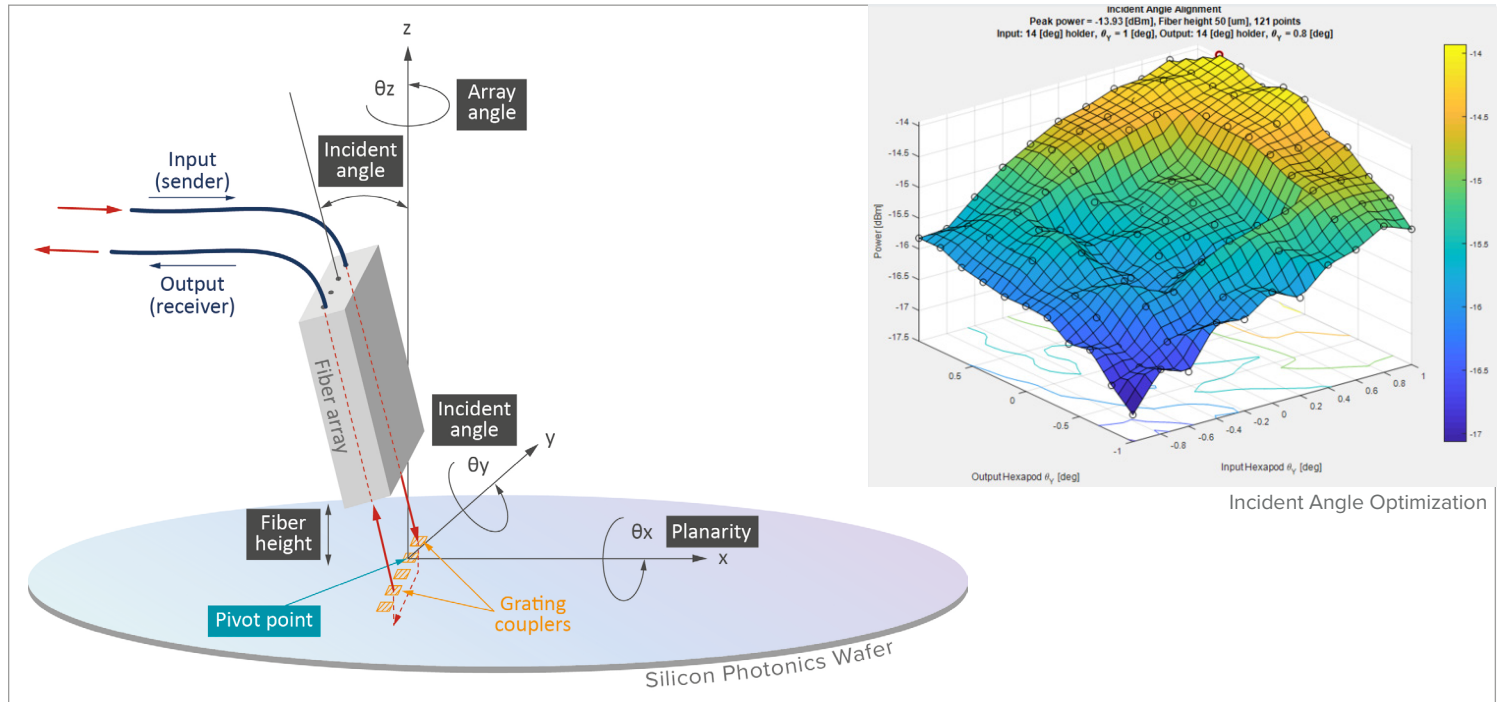 z
θz
Array
angle
Incident
angle
Input
(sender)
Output
(receiver)
Fiber array
Incident
angle
y
θy
Fiber
height
θx
Planarity
x
Pivot point
Grating
couplers
Silicon Photonics Wafer
Incident Angle Alignment
Peak power = -13.93 [dBm], Fiber height 50 [um], 121 points
Input: 14 [deg] holder, θY = 1 [deg], Output: 14 [deg] holder, θY = 0.8 [deg]
-14
-14.5
-15
-15.5
-16
-16.5
-17
-17.5
Power [dBm]
0.5
0
-0.5
-1
Output Hexapod θY [deg]
-0.8
-0.6
-0.4
-0.2
0
0.2
0.4
0.6
0.8
1
Input Hexapod θY [deg]
-14
-14.5
-15
-15.5
-16
-16.5
-17
Incident Angle Optimization